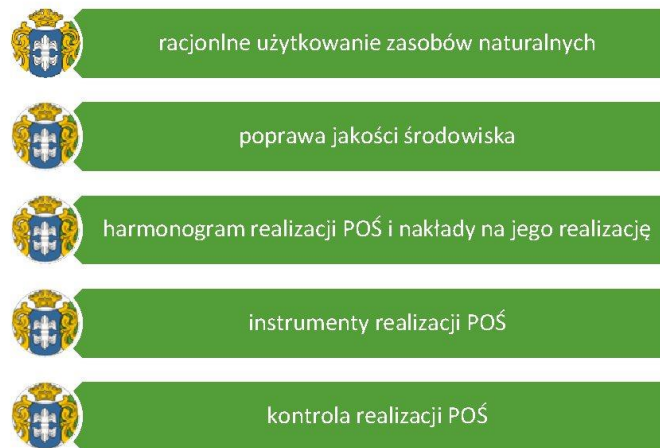 racjonlne użytkowanie zasobów naturalnych
poprawa jakości środowiska
harmonogram realizacji POŚ i nakłady na jego realizację
instrumenty realizacji POŚ
kontrola realizacji POŚ